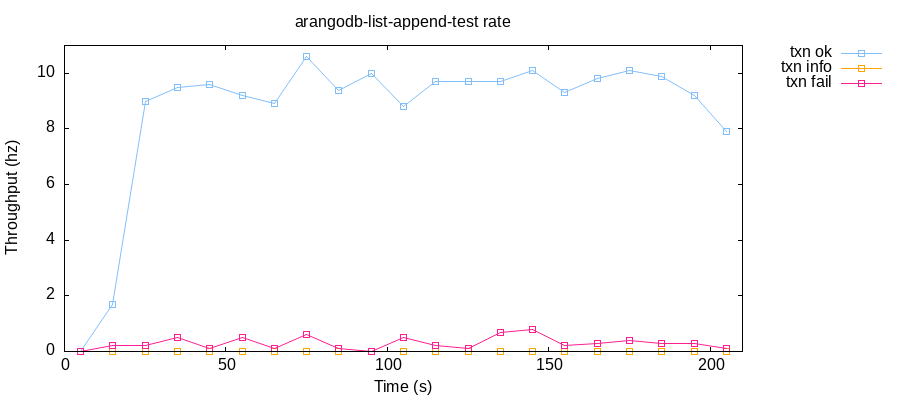 arangodb-list-append-test rate
txn ok
txn info
txn fail
Throughput (hz)
10
8
6
4
2
0
0 50 100 150 200
Time (s)